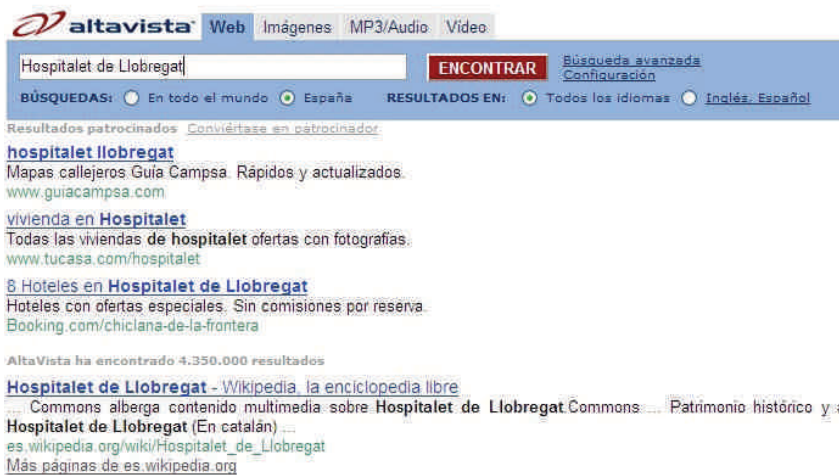 altavista Web Imágenes MP3/Audio Video
Hospitalet de Llobregat ENCONTRAR Búsqueda avanzada
Configuración
BÚSQUEDAS: En todo el mundo España RESULTADOS EN: Todos los idiomas Inglés, Español
Resultados patrocinados Conviértase en patrocinador
hospitalet llobregat
Mapas callejeros Guía Campsa. Rápidos y actualizados.
www.guiacampsa.com
vivienda en Hospitalet
Todas las viviendas de hospitalet ofertas con fotografías.
www.tucasa.com/hospitalet
8 Hoteles en Hospitalet de Llobregat
Hoteles con ofertas especiales. Sin comisiones por reserva.
Booking.com/chiclana-de-la-frontera
AltaVista ha encontrado 4.350.000 resultados
Hospitalet de Llobregat - Wikipedia, la enciclopedia libre
... Commons alberga contenido multimedia sobre Hospitalet de Llobregat.Commons ... Patrimonio histórico y a
Hospitalet de Llobregat (En catalán) ...
es.wikipedia.org/wiki/Hospitalet_de_Llobregat
Más páginas de es.wikipedia.org